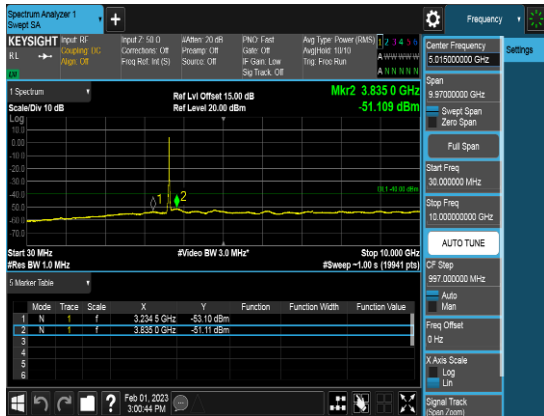 Spectrum Analyzer 1
Swept SA
Frequency
KEYSIGHT
RL
Input: RF
Coupling: DC
Align: Off
Input Z: 50 Ω
Corrections: Off
Freq Ref: Int (S)
#Atten: 20 dB
Preamp: Off
Source: Off
PNO: Fast
Gate: Off
IF Gain: Low
Sig Track: Off
Avg Type: Power (RMS)
Avg|Hold: 10/10
Trig: Free Run
1 2 3 4 5 6
A W W W W W
A N N N N N
1 Spectrum
Scale/Div 10 dB
Ref Lvl Offset 15.00 dB
Ref Level 20.00 dBm
Mkr2 3.835 0 GHz
-51.109 dBm
Log
10.0
0.00
-10.0
-20.0
-30.0
-40.0
-50.0
-60.0
-70.0
1
2
DL1 -40.00 dBm
Start 30 MHz
#Res BW 1.0 MHz
#Video BW 3.0 MHz*
Stop 10.000 GHz
#Sweep ~1.00 s (19941 pts)
5 Marker Table
Mode Trace Scale X Y Function Function Width Function Value
1 N 1 f 3.234 5 GHz -53.10 dBm
2 N 1 f 3.835 0 GHz -51.11 dBm
3
4
5
6
Feb 01, 2023
3:00:44 PM
Center Frequency
5.015000000 GHz
Settings
Span
9.97000000 GHz
Swept Span
Zero Span
Full Span
Start Freq
30.000000 MHz
Stop Freq
10.000000000 GHz
AUTO TUNE
CF Step
997.000000 MHz
Auto
Man
Freq Offset
0 Hz
X Axis Scale
Log
Lin
Signal Track
(Span Zoom)